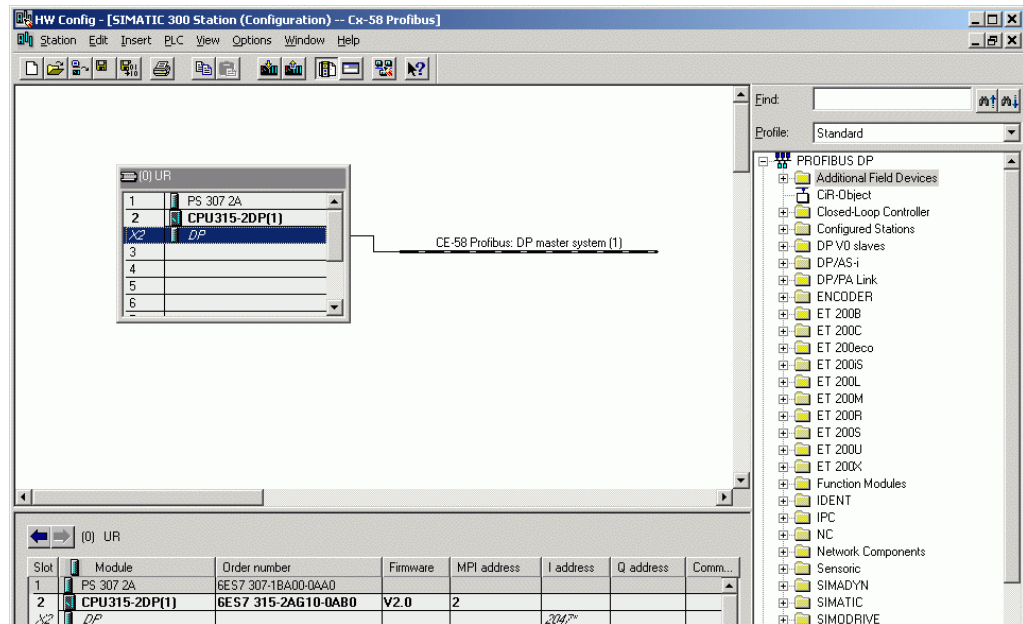 HW Config - [SIMATIC 300 Station (Configuration) -- Cx-58 Profibus]
Station Edit Insert PLC View Options Window Help
Find:
Profile: Standard
(0) UR
1 PS 307 2A
2 CPU315-2DP(1)
X2 DP
3
4
5
6
CE-58 Profibus: DP master system (1)
PROFIBUS DP
Additional Field Devices
CiR-Object
Closed-Loop Controller
Configured Stations
DP V0 slaves
DP/AS-i
DP/PA Link
ENCODER
ET 200B
ET 200C
ET 200eco
ET 200iS
ET 200L
ET 200M
ET 200R
ET 200S
ET 200U
ET 200X
Function Modules
IDENT
IPC
NC
Network Components
Sensoric
SIMADYN
SIMATIC
SIMODRIVE
(0) UR
Slot Module Order number Firmware MPI address I address Q address Comm...
1 PS 307 2A 6ES7 307-1BA00-0AA0
2 CPU315-2DP(1) 6ES7 315-2AG10-0AB0 V2.0 2
X2 DP 2047*